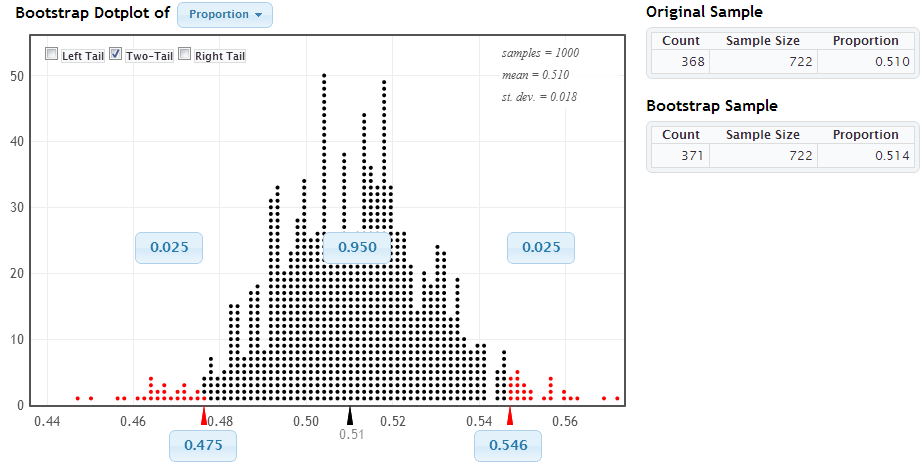 Bootstrap Dotplot of Proportion
Left Tail Two-Tail Right Tail
samples = 1000
mean = 0.510
st. dev. = 0.018
50
40
30
20
10
0
0.025 0.950 0.025
0.44 0.46 0.48 0.50 0.52 0.54 0.56
0.51
0.475 0.546
Original Sample
Count Sample Size Proportion
368 722 0.510
Bootstrap Sample
Count Sample Size Proportion
371 722 0.514